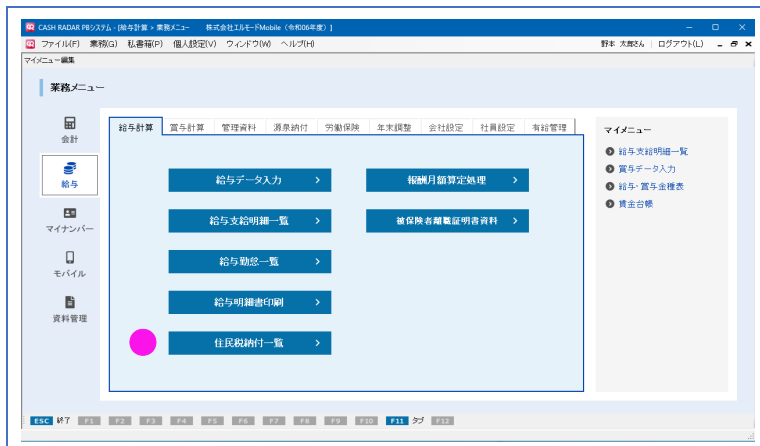 CASH RADAR PBシステム - [給与計算 > 業務メニュー 株式会社エルモードMobile (令和006年度) ]
ファイル(F) 業務(G) 私書箱(P) 個人設定(V) ウィンドウ(W) ヘルプ(H) 野本 太郎さん ログアウト(L)
マイメニュー編集
業務メニュー
会計
給与
マイナンバー
モバイル
資料管理
給与計算 賞与計算 管理資料 源泉納付 労働保険 年末調整 会社設定 社員設定 有給管理
給与データ入力
給与支給明細一覧
給与勤怠一覧
給与明細書印刷
住民税納付一覧
報酬月額算定処理
被保険者離職証明書資料
マイメニュー
給与支給明細一覧
賞与データ入力
給与・賞与金種表
賃金台帳
ESC 終了 F1 F2 F3 F4 F5 F6 F7 F8 F9 F10 F11 タブ F12